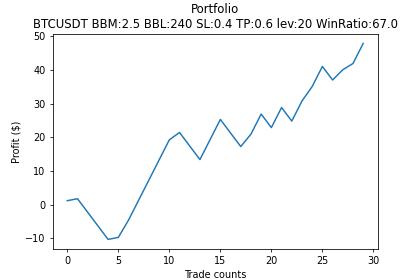 Portfolio
BTCUSDT BBM:2.5 BBL:240 SL:0.4 TP:0.6 lev:20 WinRatio:67.0
50
40
30
20
10
0
−10
Profit ($)
0 5 10 15 20 25 30
Trade counts